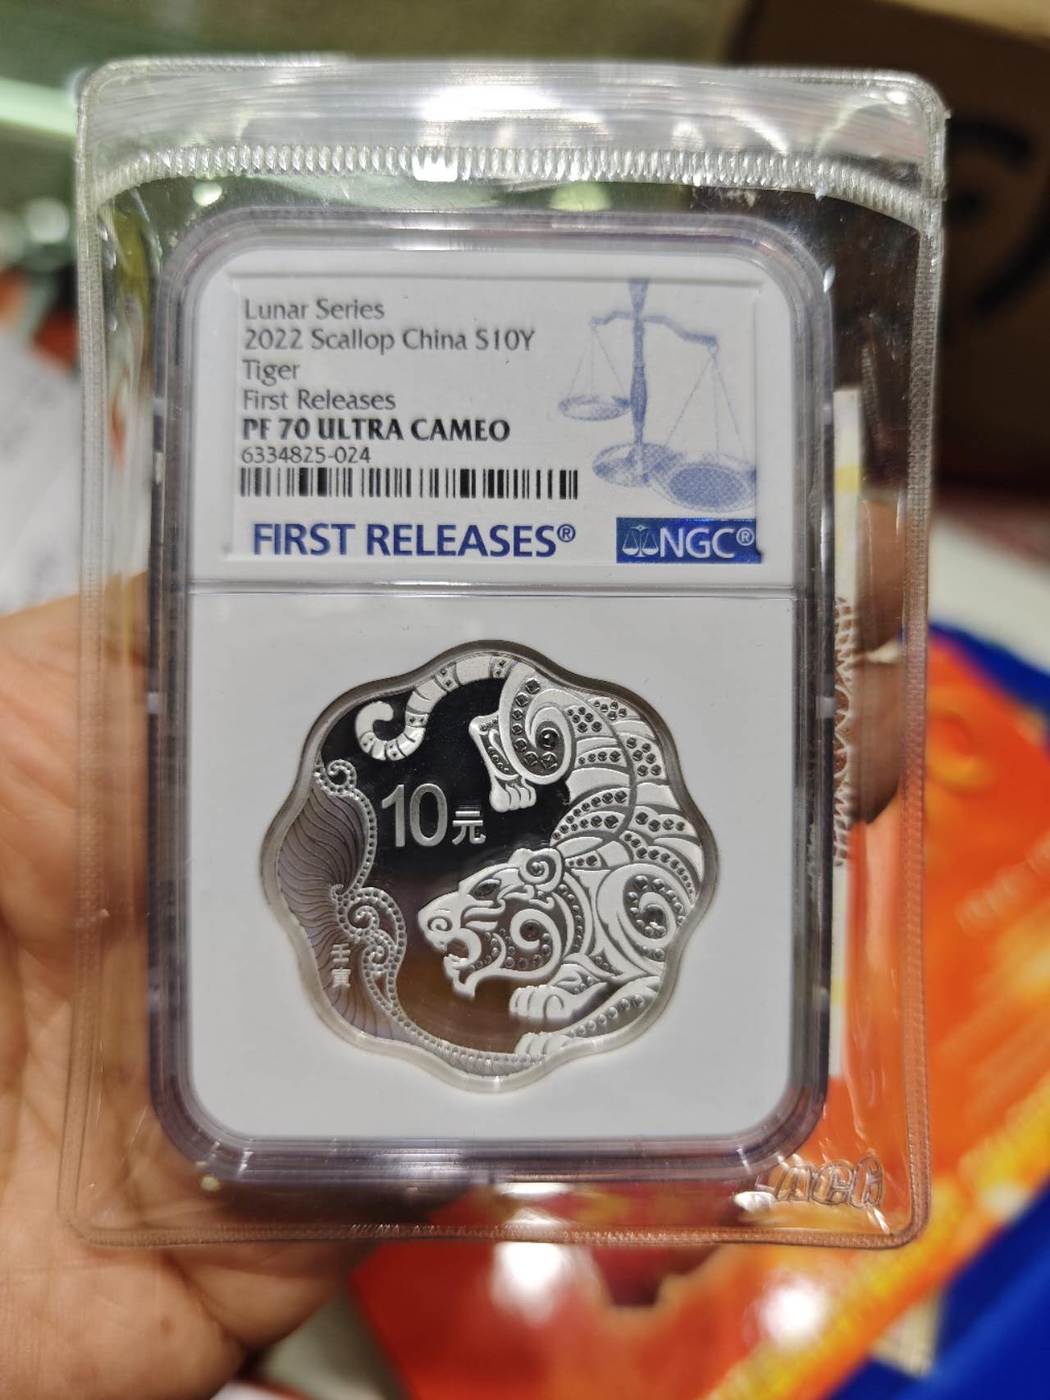 Lunar Series
2022 Scallop China S10Y
Tiger
First Releases
PF 70 ULTRA CAMEO
6334825-024
FIRST RELEASES®
NGC®
10元
壬寅